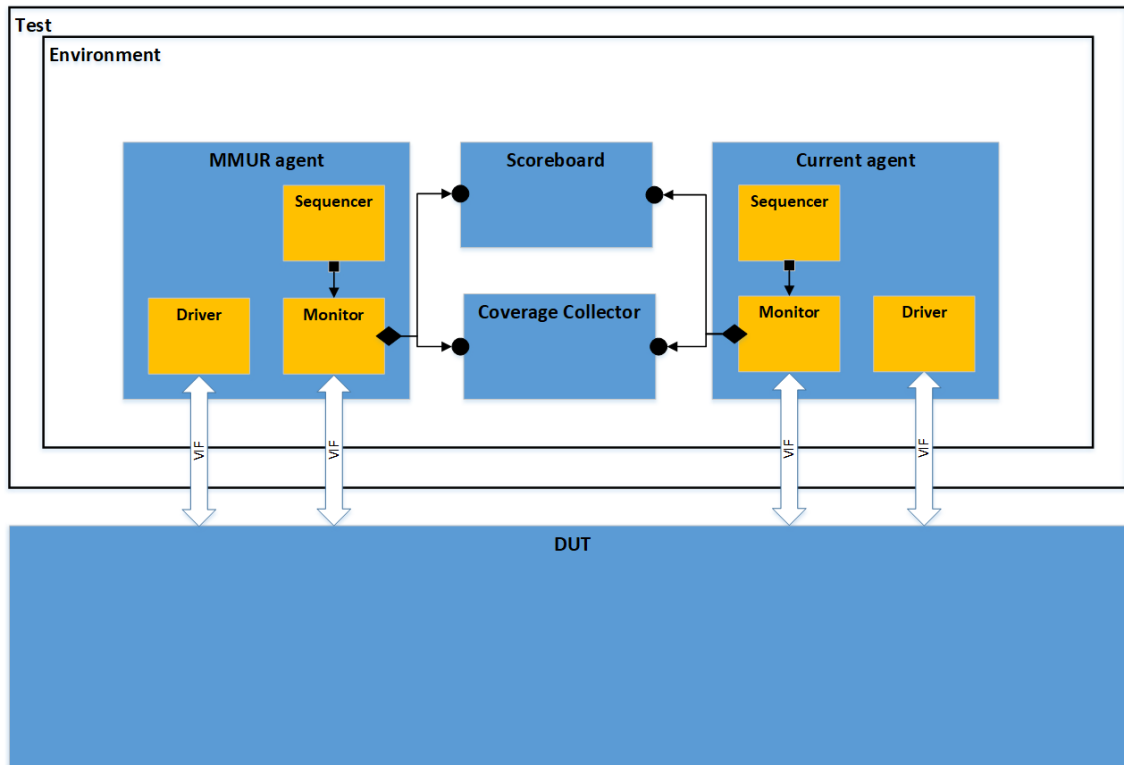 Test
Environment
MMUR agent
Scoreboard
Current agent
Sequencer
Sequencer
Driver
Monitor
Coverage Collector
Monitor
Driver
VIF
VIF
VIF
VIF
DUT